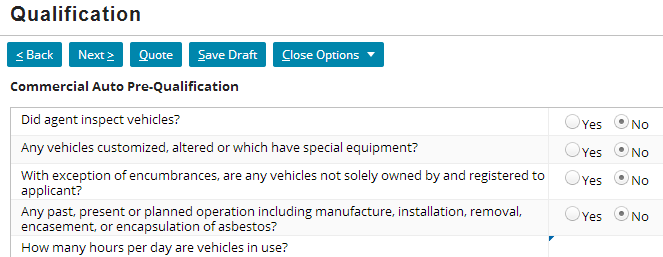 Qualification
< Back Next > Quote Save Draft Close Options
Commercial Auto Pre-Qualification
Did agent inspect vehicles? Yes No
Any vehicles customized, altered or which have special equipment? Yes No
With exception of encumbrances, are any vehicles not solely owned by and registered to Yes No
applicant?
Any past, present or planned operation including manufacture, installation, removal, Yes No
encasement, or encapsulation of asbestos?
How many hours per day are vehicles in use?